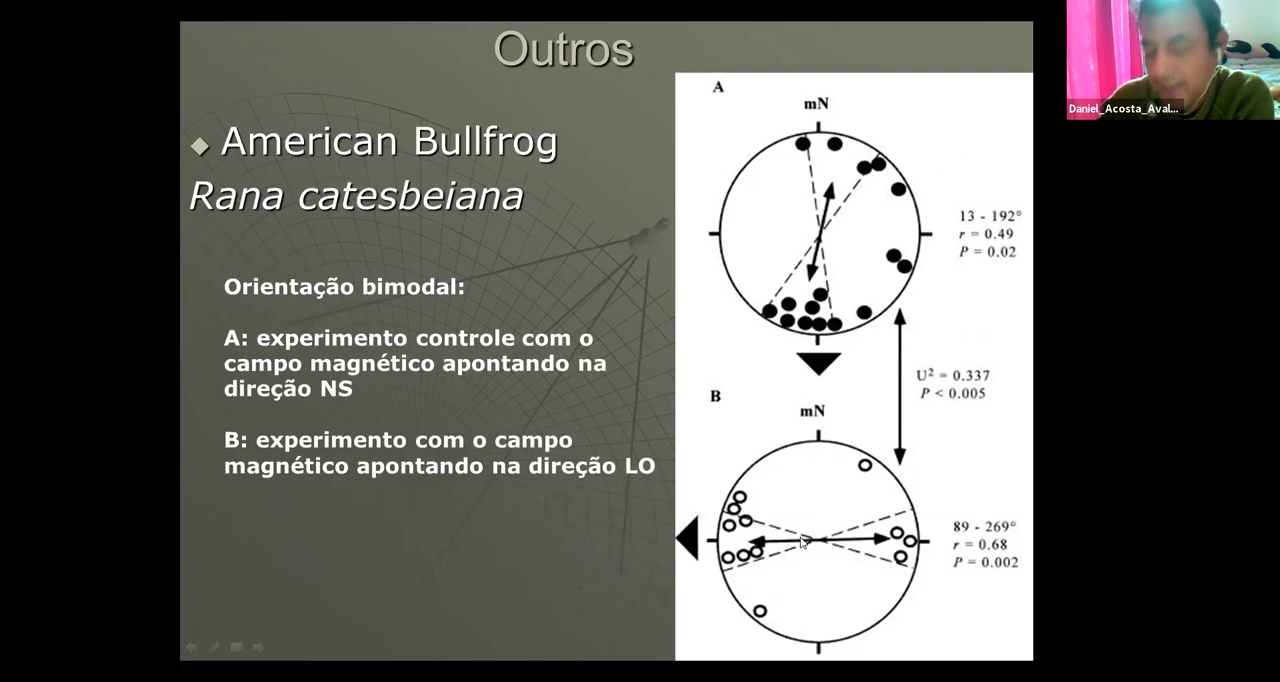 Outros
American Bullfrog
Rana catesbeiana
Orientação bimodal:
A: experimento controle com o
campo magnético apontando na
direção NS
B: experimento com o campo
magnético apontando na direção LO
A
mN
13 - 192°
r = 0.49
P = 0.02
U² = 0.337
P < 0.005
B
mN
89 - 269°
r = 0.68
P = 0.002
Daniel_Acosta_Aval...